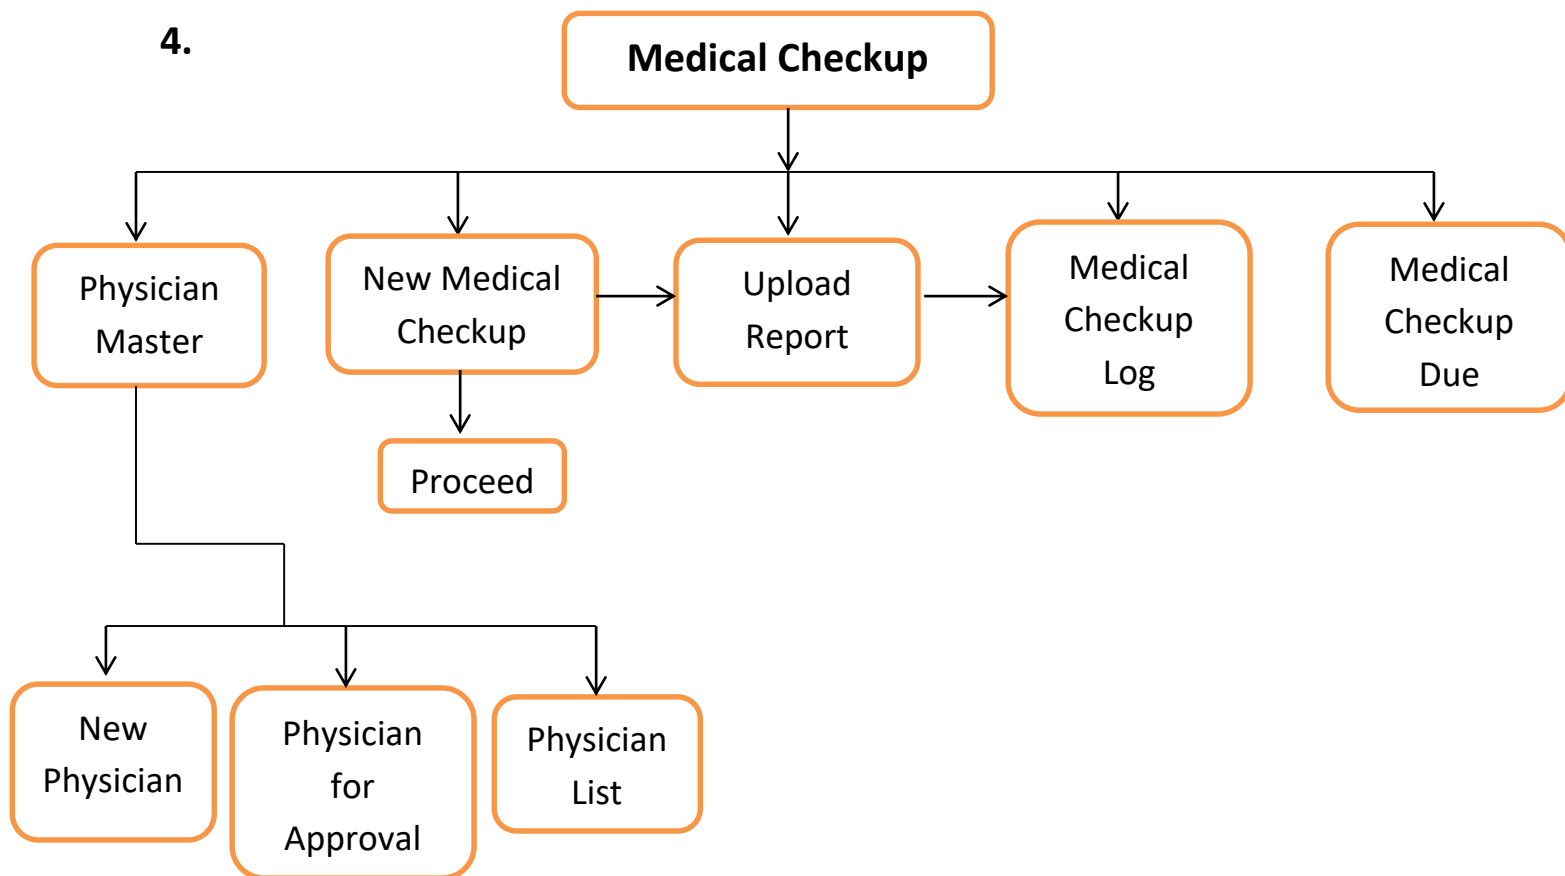 4.
Medical Checkup
Physician
Master
New Medical
Checkup
Upload
Report
Medical
Checkup
Log
Medical
Checkup
Due
Proceed
New
Physician
Physician
for
Approval
Physician
List